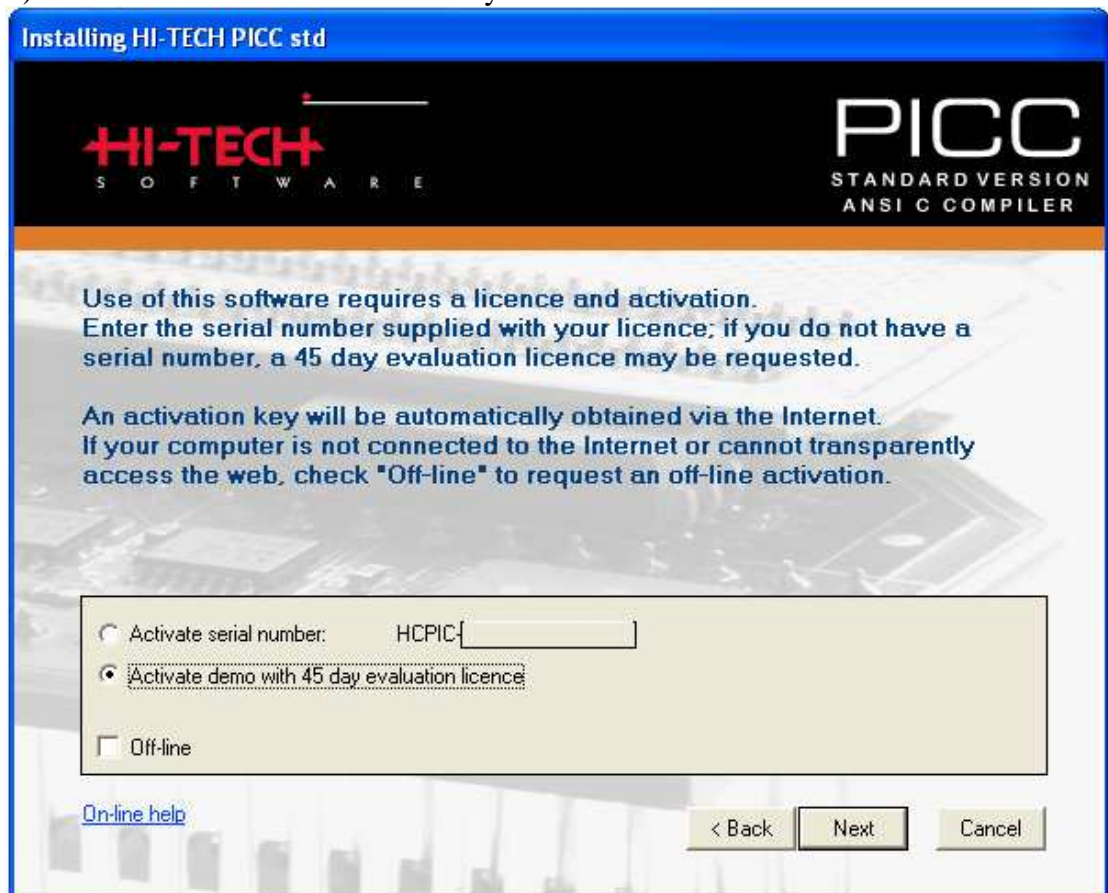 Installing HI-TECH PICC std
HI-TECH
SOFTWARE
PICC
STANDARD VERSION
ANSI C COMPILER
Use of this software requires a licence and activation.
Enter the serial number supplied with your licence; if you do not have a
serial number, a 45 day evaluation licence may be requested.
An activation key will be automatically obtained via the Internet.
If your computer is not connected to the Internet or cannot transparently
access the web, check "Off-line" to request an off-line activation.
Activate serial number: HCPIC-[ ]
Activate demo with 45 day evaluation licence
Off-line
On-line help
< Back Next Cancel